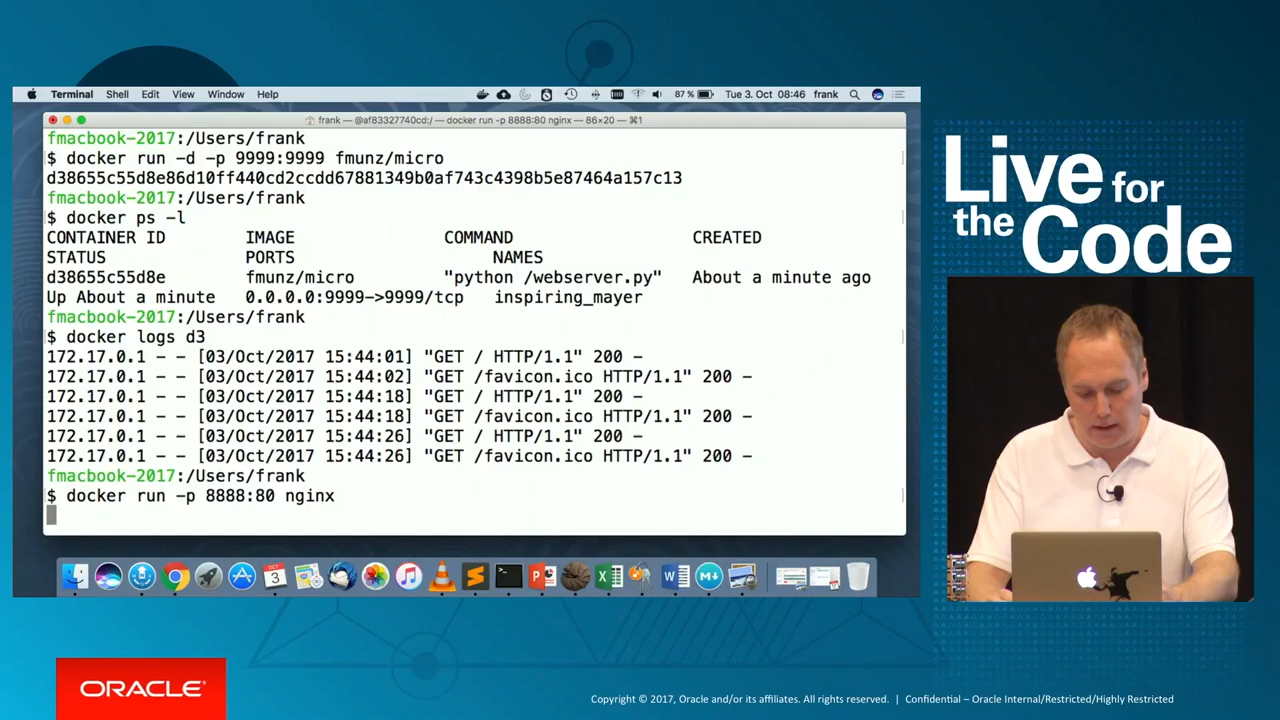 Terminal Shell Edit View Window Help 87 % Tue 3. Oct 08:46 frank
frank — @af83327740cd:/ — docker run -p 8888:80 nginx — 86×20 — ⌘1
fmacbook-2017:/Users/frank
$ docker run -d -p 9999:9999 fmunz/micro
d38655c55d8e86d10ff440cd2ccdd67881349b0af743c4398b5e87464a157c13
fmacbook-2017:/Users/frank
$ docker ps -l
CONTAINER ID IMAGE COMMAND CREATED
STATUS PORTS NAMES
d38655c55d8e fmunz/micro "python /webserver.py" About a minute ago
Up About a minute 0.0.0.0:9999->9999/tcp inspiring_mayer
fmacbook-2017:/Users/frank
$ docker logs d3
172.17.0.1 - - [03/Oct/2017 15:44:01] "GET / HTTP/1.1" 200 -
172.17.0.1 - - [03/Oct/2017 15:44:02] "GET /favicon.ico HTTP/1.1" 200 -
172.17.0.1 - - [03/Oct/2017 15:44:18] "GET / HTTP/1.1" 200 -
172.17.0.1 - - [03/Oct/2017 15:44:18] "GET /favicon.ico HTTP/1.1" 200 -
172.17.0.1 - - [03/Oct/2017 15:44:26] "GET / HTTP/1.1" 200 -
172.17.0.1 - - [03/Oct/2017 15:44:26] "GET /favicon.ico HTTP/1.1" 200 -
fmacbook-2017:/Users/frank
$ docker run -p 8888:80 nginx
OCT
3
Live for
the Code
ORACLE
Copyright © 2017, Oracle and/or its affiliates. All rights reserved. | Confidential – Oracle Internal/Restricted/Highly Restricted